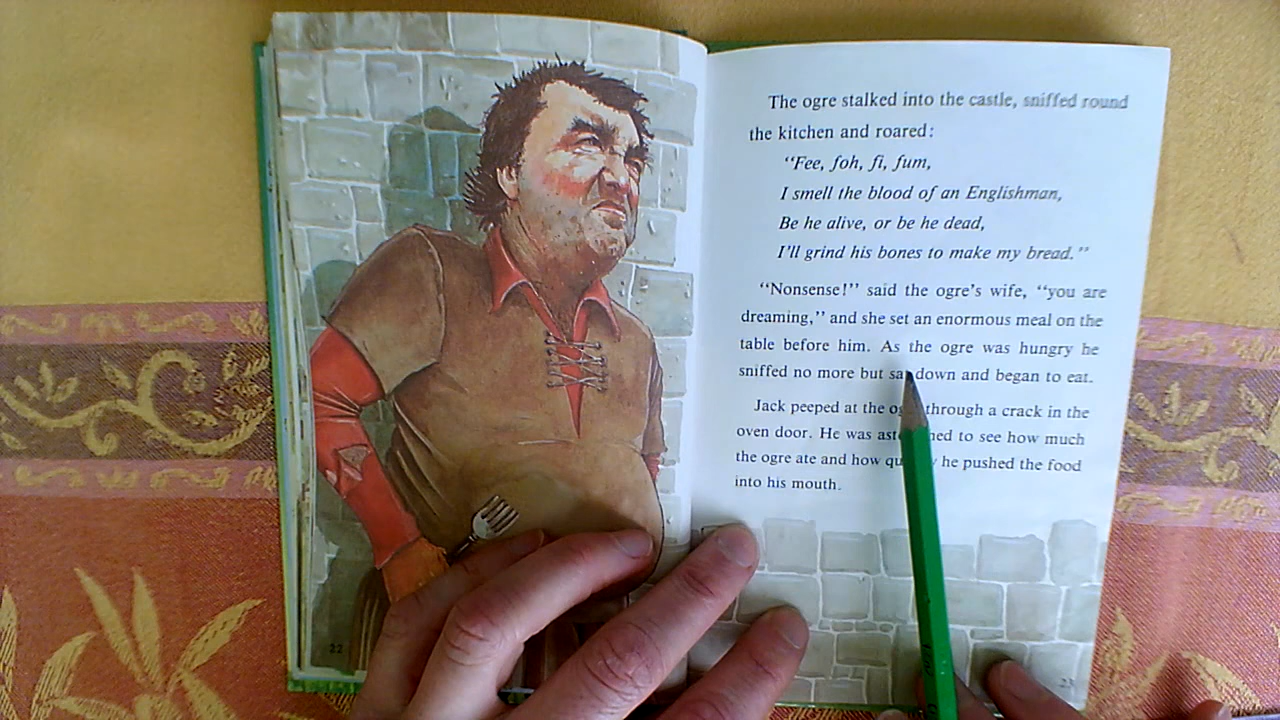 The ogre stalked into the castle, sniffed round
the kitchen and roared:
"Fee, foh, fi, fum,
I smell the blood of an Englishman,
Be he alive, or be he dead,
I'll grind his bones to make my bread."
"Nonsense!" said the ogre's wife, "you are
dreaming," and she set an enormous meal on the
table before him. As the ogre was hungry he
sniffed no more but sat down and began to eat.
Jack peeped at the through a crack in the
oven door. He was to see how much
the ogre ate and how he pushed the food
into his mouth.
22
23